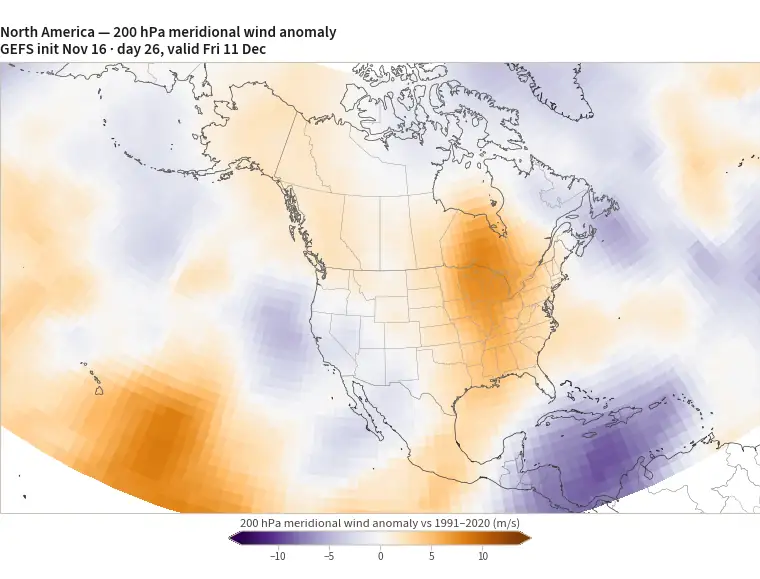 North America — 200 hPa meridional wind anomaly
GEFS init Nov 16 · day 26, valid Fri 11 Dec
200 hPa meridional wind anomaly vs 1991–2020 (m/s)
−10 −5 0 5 10